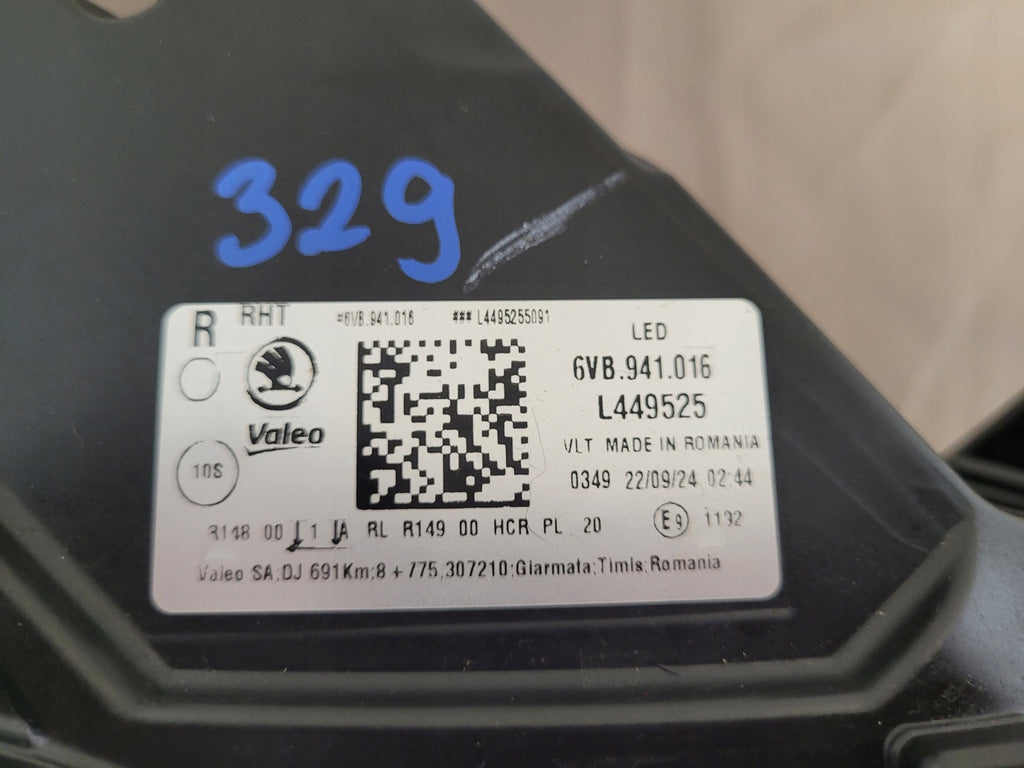 329
R RHT #6VB.941.016 ### L4495255091
LED
6VB.941.016
L449525
Valeo
VLT MADE IN ROMANIA
10S
0349 22/09/24 02:44
R148 00 1 A RL R149 00 HCR PL 20 E9 1132
Valeo SA;DJ 691Km;8+775,307210;Giarmata;Timis;Romania